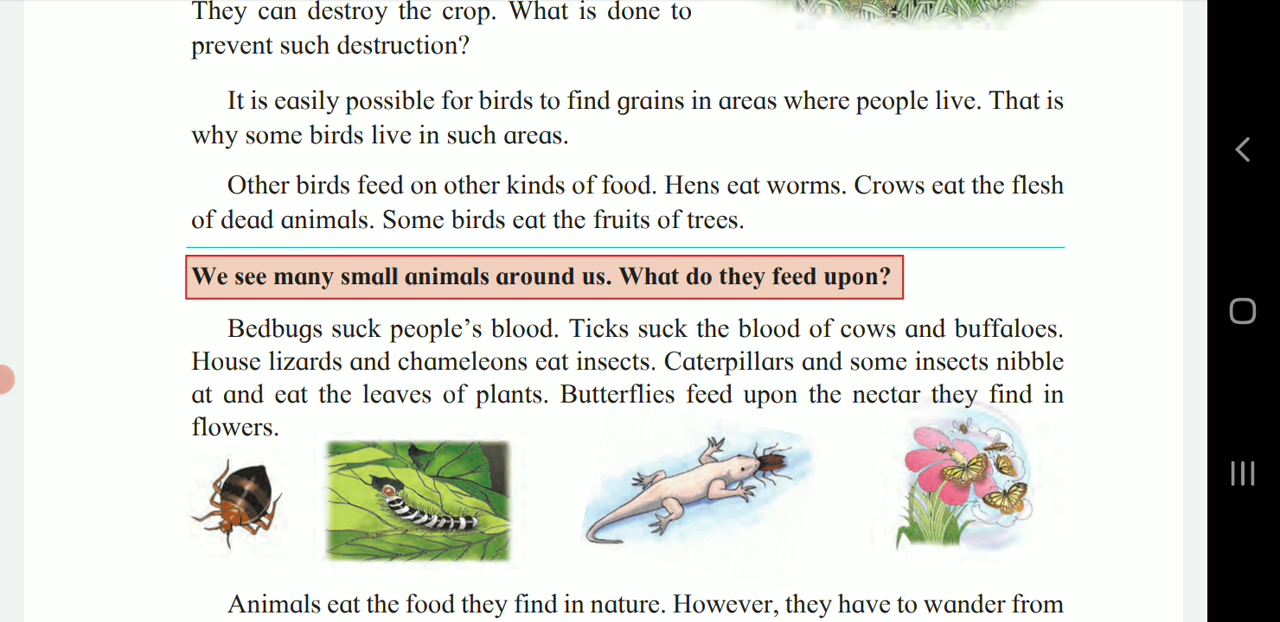 They can destroy the crop. What is done to
prevent such destruction?
It is easily possible for birds to find grains in areas where people live. That is
why some birds live in such areas.
Other birds feed on other kinds of food. Hens eat worms. Crows eat the flesh
of dead animals. Some birds eat the fruits of trees.
We see many small animals around us. What do they feed upon?
Bedbugs suck people’s blood. Ticks suck the blood of cows and buffaloes.
House lizards and chameleons eat insects. Caterpillars and some insects nibble
at and eat the leaves of plants. Butterflies feed upon the nectar they find in
flowers.
Animals eat the food they find in nature. However, they have to wander from